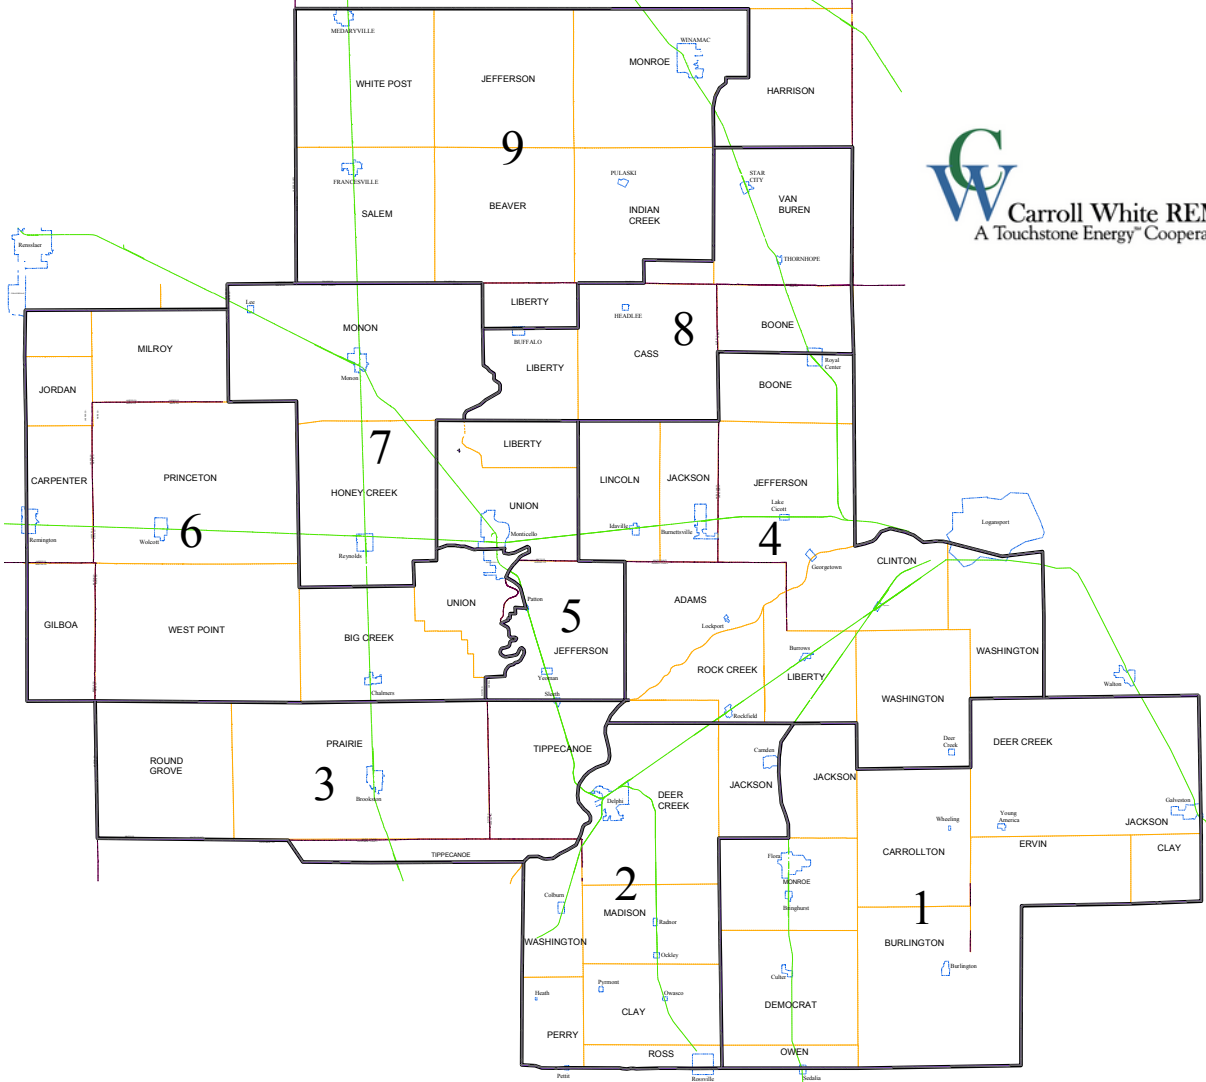 MEDARYVILLE
WINAMAC
MONROE
JEFFERSON
WHITE POST
HARRISON
9
CW
Carroll White REM
A Touchstone Energy℠ Coopera
PULASKI
STAR
CITY
FRANCESVILLE
VAN
BUREN
SALEM
BEAVER
INDIAN
CREEK
Rensslaer
THORNHOPE
Lee
LIBERTY
HEADLEE
MONON
8
BOONE
BUFFALO
MILROY
CASS
Royal
Center
LIBERTY
Monon
JORDAN
BOONE
7
LIBERTY
CARPENTER
PRINCETON
LINCOLN
JACKSON
JEFFERSON
HONEY CREEK
UNION
Lake
Cicott
6
Remington
Wolcott
Monticello
Idaville
Burnettsville
4
Logansport
Reynolds
Georgetown
CLINTON
UNION
Patton
ADAMS
5
GILBOA
WEST POINT
BIG CREEK
Lockport
JEFFERSON
Burrows
WASHINGTON
ROCK CREEK
LIBERTY
Yeoman
Chalmers
Sleeth
WASHINGTON
Walton
Rockfield
PRAIRIE
TIPPECANOE
Deer
Creek
DEER CREEK
ROUND
GROVE
Camden
3
JACKSON
JACKSON
Brookston
DEER
CREEK
Delphi
Galveston
Wheeling
Young
America
JACKSON
ERVIN
CLAY
TIPPECANOE
CARROLLTON
Flora
2
MONROE
Colburn
Bringhurst
1
MADISON
Radnor
WASHINGTON
BURLINGTON
Ockley
Burlington
Cutler
Heath
Pyrmont
Owasco
DEMOCRAT
CLAY
PERRY
ROSS
OWEN
Pettit
Rossville
Sedalia